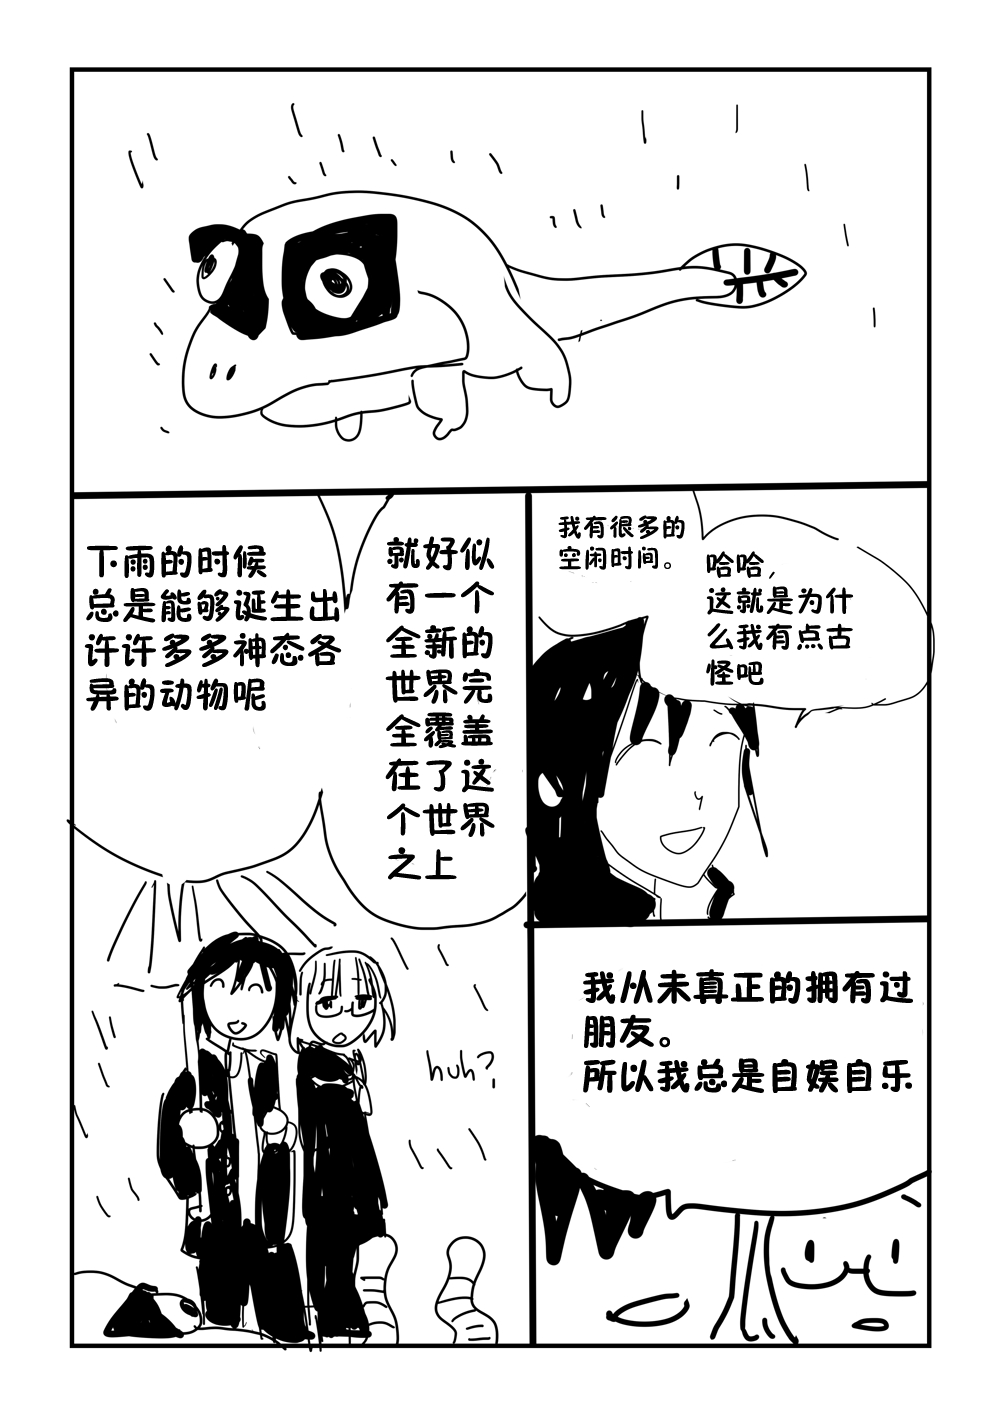 下雨的时候
总是能够诞生出
许许多多神态各
异的动物呢
就好似
有一个
全新的
世界完
全覆盖
在了这
个世界
之上
huh?
我有很多的
空闲时间。
哈哈，
这就是为什
么我有点古
怪吧
我从未真正的拥有过
朋友。
所以我总是自娱自乐